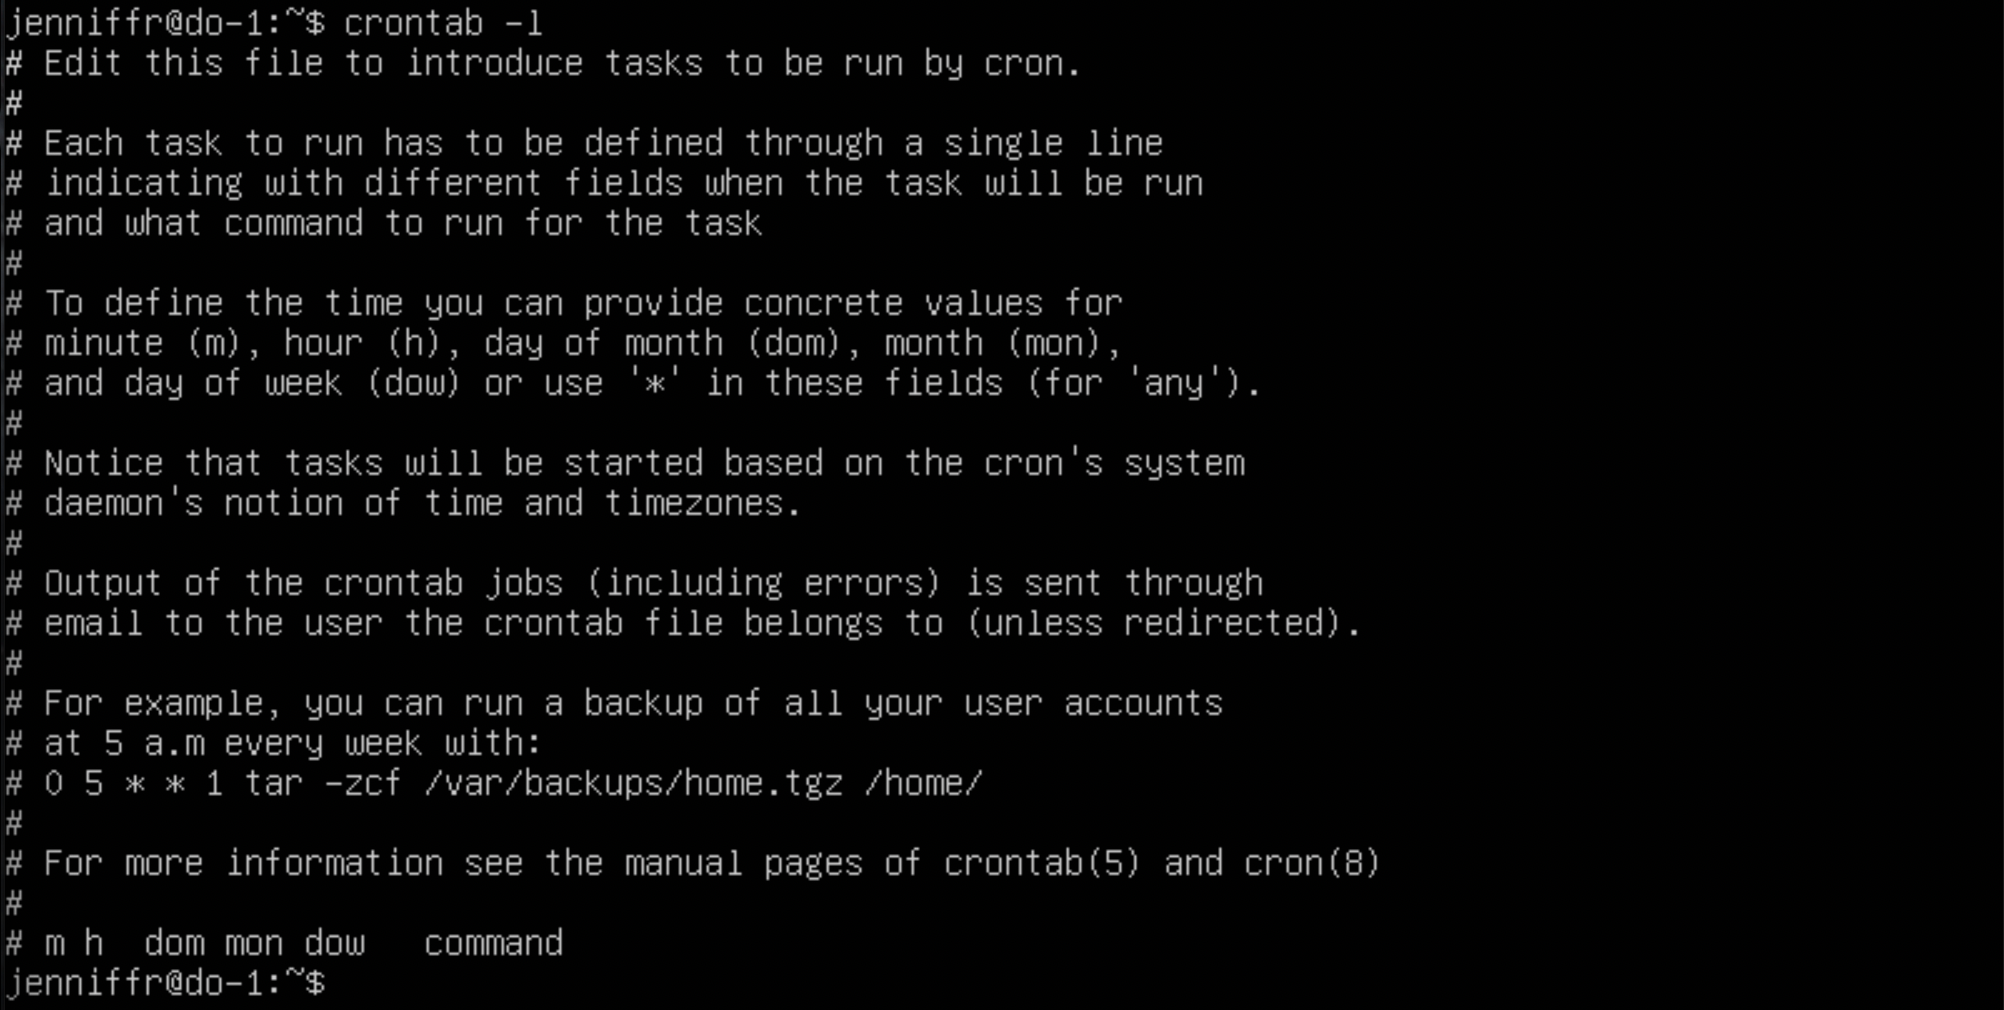 jenniffr@do-1:~$ crontab -l
# Edit this file to introduce tasks to be run by cron.
#
# Each task to run has to be defined through a single line
# indicating with different fields when the task will be run
# and what command to run for the task
#
# To define the time you can provide concrete values for
# minute (m), hour (h), day of month (dom), month (mon),
# and day of week (dow) or use '*' in these fields (for 'any').
#
# Notice that tasks will be started based on the cron's system
# daemon's notion of time and timezones.
#
# Output of the crontab jobs (including errors) is sent through
# email to the user the crontab file belongs to (unless redirected).
#
# For example, you can run a backup of all your user accounts
# at 5 a.m every week with:
# 0 5 * * 1 tar -zcf /var/backups/home.tgz /home/
#
# For more information see the manual pages of crontab(5) and cron(8)
#
# m h  dom mon dow   command
jenniffr@do-1:~$